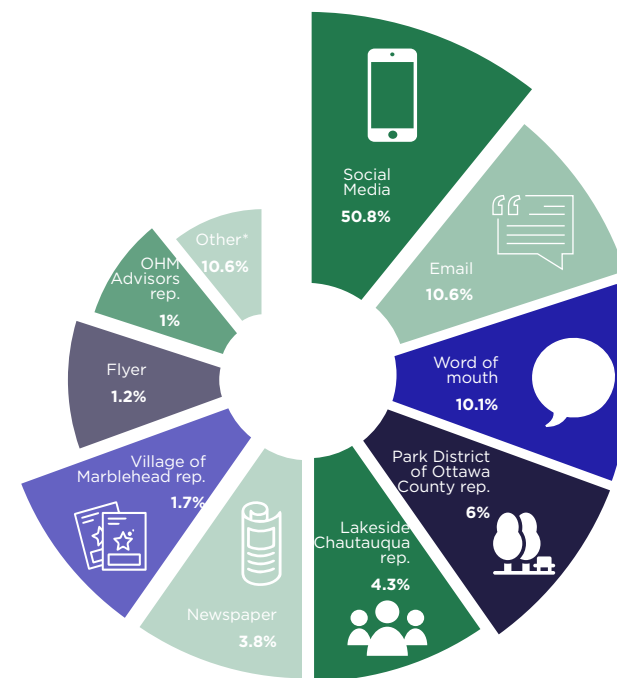 Social
Media
50.8%
Email
10.6%
Word of
mouth
10.1%
Park District
of Ottawa
County rep.
6%
Lakeside
Chautauqua
rep.
4.3%
Newspaper
3.8%
Village of
Marblehead rep.
1.7%
Flyer
1.2%
OHM
Advisors
rep.
1%
Other*
10.6%